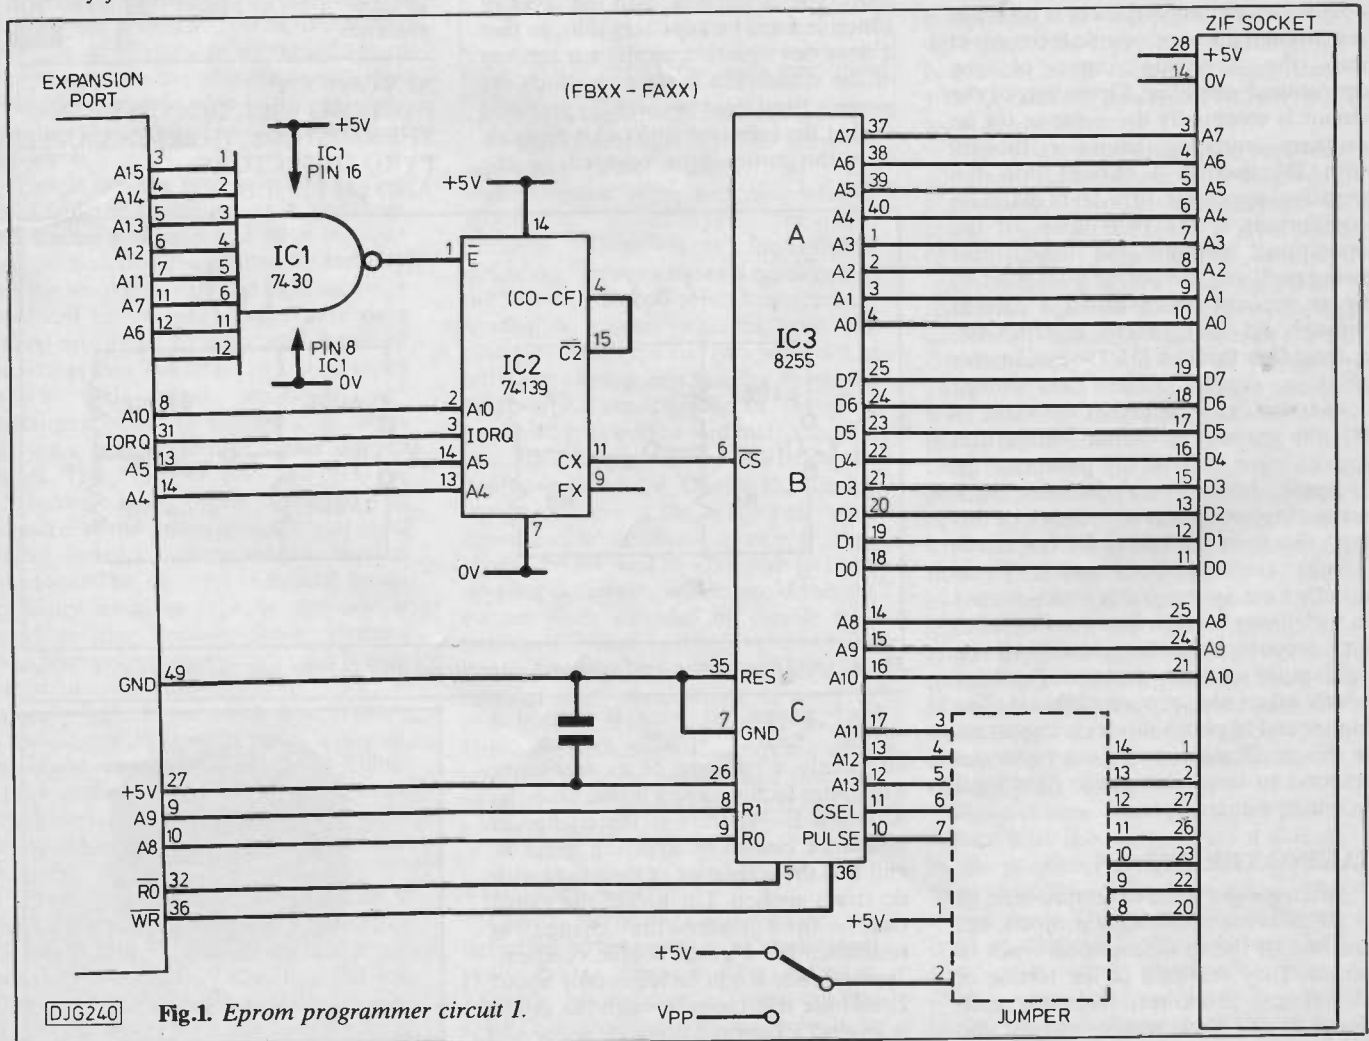 ZIF SOCKET
28 +5V
14 0V
EXPANSION
PORT
(FBXX – FAXX)
+5V
IC1
PIN 16
3 A15 1
4 A14 2
5 A13 3
6 A12 4
7 A11 5
11 A7 6
12 A6 11
12
IC1
7430
PIN 8
IC1
0V
+5V
14
1 E
(CO-CF) 4
15
C2
IC2
74139
8 A10 2 A10
31 IORQ 3 IORQ
13 A5 14 A5
14 A4 13 A4
CX 11 6 CS
FX 9
7
0V
A
IC3
8255
B
C
A7 37 3 A7
A6 38 4 A6
A5 39 5 A5
A4 40 6 A4
A3 1 7 A3
A2 2 8 A2
A1 3 9 A1
A0 4 10 A0
D7 25 19 D7
D6 24 18 D6
D5 23 17 D5
D4 22 16 D4
D3 21 15 D3
D2 20 13 D2
D1 19 12 D1
D0 18 11 D0
A8 14 25 A8
A9 15 24 A9
A10 16 21 A10
GND 49 35 RES
7 GND
+5V 27 26
A9 9 8 R1
A8 10 9 R0
R0 32 5
WR 36 36
A11 17 3
A12 13 4
A13 12 5
CSEL 11 6
PULSE 10 7
14 1
13 2
12 27
11 26
10 23
9 22
8 20
+5V 1
+5V
2
VPP
JUMPER
DJG240 Fig.1. Eprom programmer circuit 1.